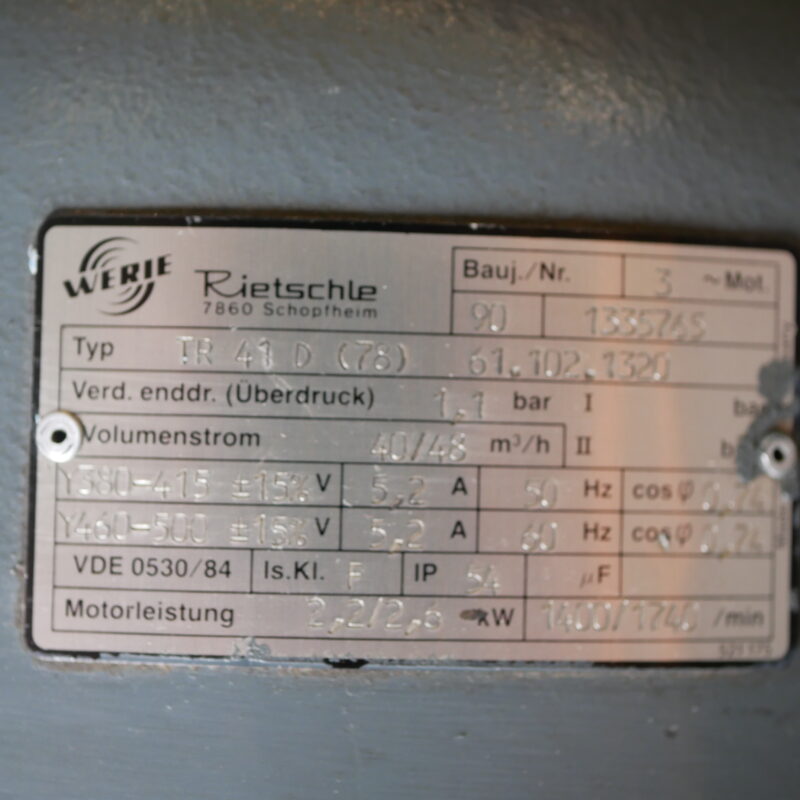 WERIE
Rietschle
7860 Schopfheim
Bauj./Nr. 3 ~ Mot.
90 1335765
Typ TR 41 D (78) 61.102.1320
Verd. enddr. (Überdruck) 1,1 bar I bar
Volumenstrom 40/48 m³/h II
Y380-415 ±15% V 5,2 A 50 Hz cos φ 0,74
Y460-500 ±15% V 5,2 A 60 Hz cos φ 0,74
VDE 0530/84 Is.Kl. F IP 54 µF
Motorleistung 2,2/2,6 kW 1400/1740 /min